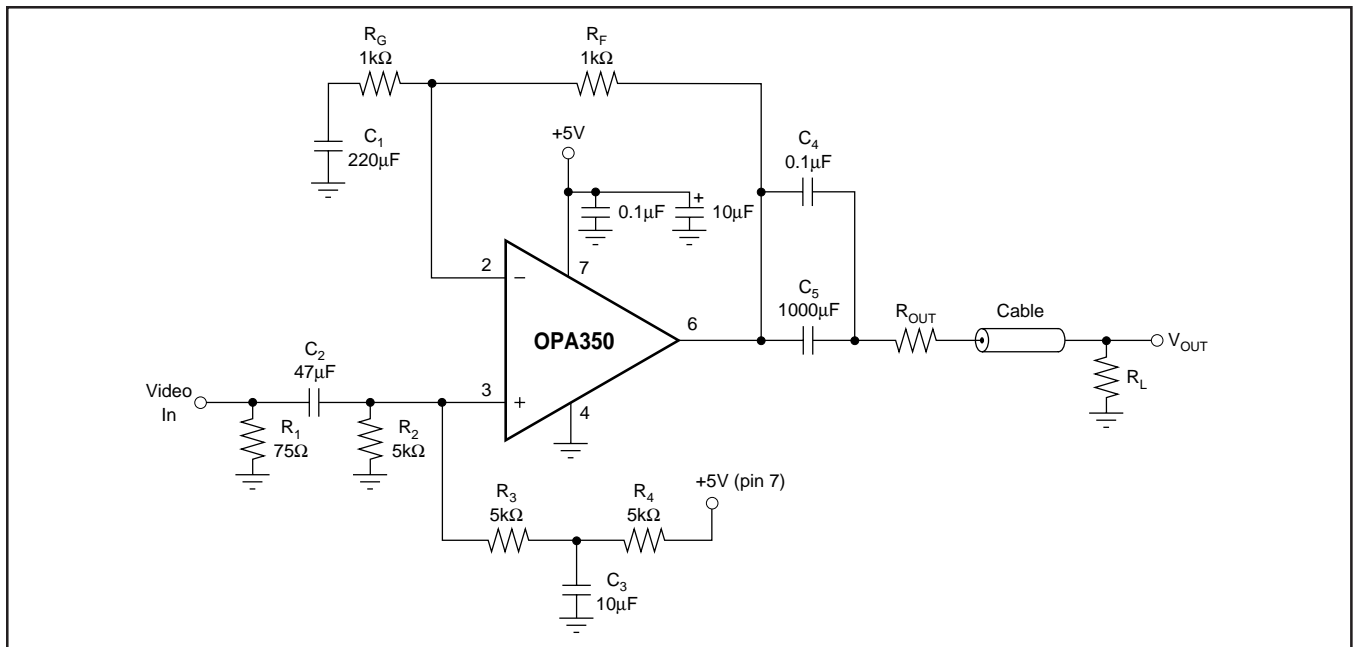 R_G
1kΩ
R_F
1kΩ
C_1
220µF
+5V
C_4
0.1µF
0.1µF
+
10µF
2
−
7
C_5
1000µF
R_OUT
Cable
6
OPA350
V_OUT
R_L
C_2
47µF
Video
In
3
+
4
R_1
75Ω
R_2
5kΩ
+5V (pin 7)
R_3
5kΩ
R_4
5kΩ
C_3
10µF